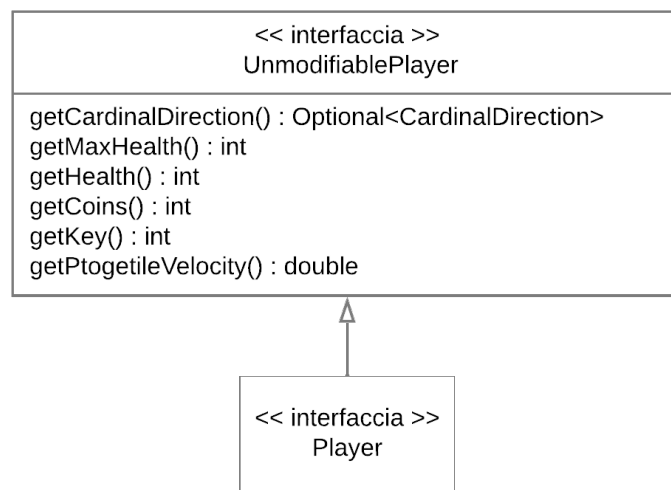 << interfaccia >>
UnmodifiablePlayer
getCardinalDirection() : Optional<CardinalDirection>
getMaxHealth() : int
getHealth() : int
getCoins() : int
getKey() : int
getPtogetileVelocity() : double
<< interfaccia >>
Player